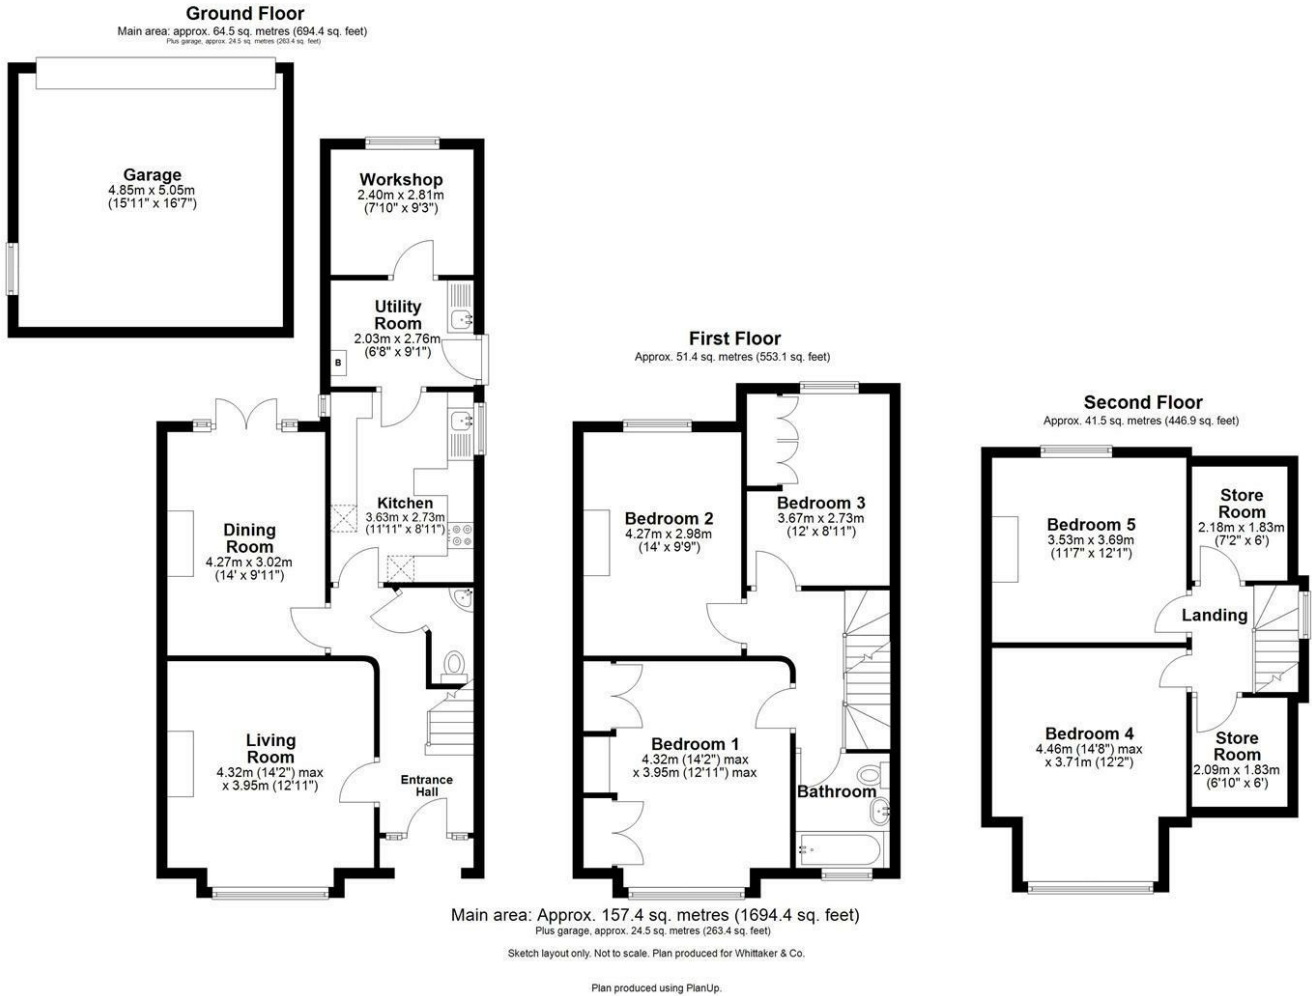 Ground Floor
Main area: approx. 64.5 sq. metres (694.4 sq. feet)
Plus garage, approx. 24.5 sq. metres (263.4 sq. feet)
Garage
4.85m x 5.05m
(15'11" x 16'7")
Workshop
2.40m x 2.81m
(7'10" x 9'3")
Utility
Room
2.03m x 2.76m
(6'8" x 9'1")
B
Kitchen
3.63m x 2.73m
(11'11" x 8'11")
Dining
Room
4.27m x 3.02m
(14' x 9'11")
Living
Room
4.32m (14'2") max
x 3.95m (12'11")
Entrance
Hall
First Floor
Approx. 51.4 sq. metres (553.1 sq. feet)
Bedroom 3
3.67m x 2.73m
(12' x 8'11")
Bedroom 2
4.27m x 2.98m
(14' x 9'9")
Bedroom 1
4.32m (14'2") max
x 3.95m (12'11") max
Bathroom
Second Floor
Approx. 41.5 sq. metres (446.9 sq. feet)
Store
Room
2.18m x 1.83m
(7'2" x 6')
Bedroom 5
3.53m x 3.69m
(11'7" x 12'1")
Landing
Bedroom 4
4.46m (14'8") max
x 3.71m (12'2")
Store
Room
2.09m x 1.83m
(6'10" x 6')
Main area: Approx. 157.4 sq. metres (1694.4 sq. feet)
Plus garage, approx. 24.5 sq. metres (263.4 sq. feet)
Sketch layout only. Not to scale. Plan produced for Whittaker & Co.
Plan produced using PlanUp.